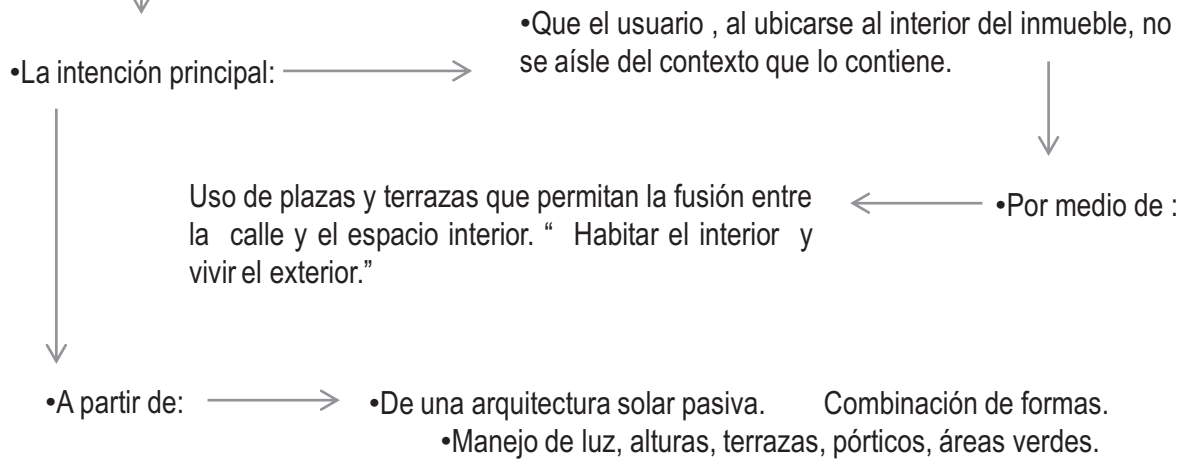 •La intención principal:
•Que el usuario , al ubicarse al interior del inmueble, no
se aísle del contexto que lo contiene.
•Por medio de :
Uso de plazas y terrazas que permitan la fusión entre
la calle y el espacio interior. “ Habitar el interior y
vivir el exterior.”
•A partir de:
•De una arquitectura solar pasiva. Combinación de formas.
•Manejo de luz, alturas, terrazas, pórticos, áreas verdes.